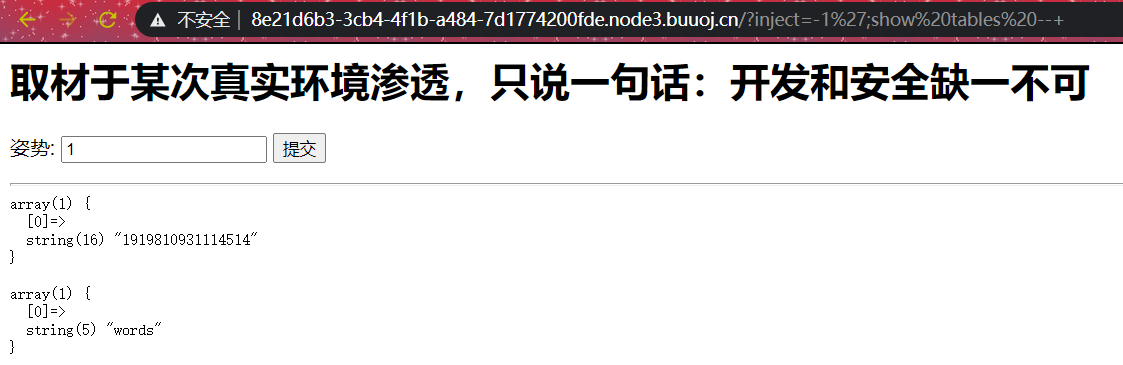 不安全 | 8e21d6b3-3cb4-4f1b-a484-7d1774200fde.node3.buuoj.cn/?inject=-1%27;show%20tables%20--+
取材于某次真实环境渗透，只说一句话：开发和安全缺一不可
姿势: 1 提交
array(1) {
  [0]=>
  string(16) "1919810931114514"
}
array(1) {
  [0]=>
  string(5) "words"
}